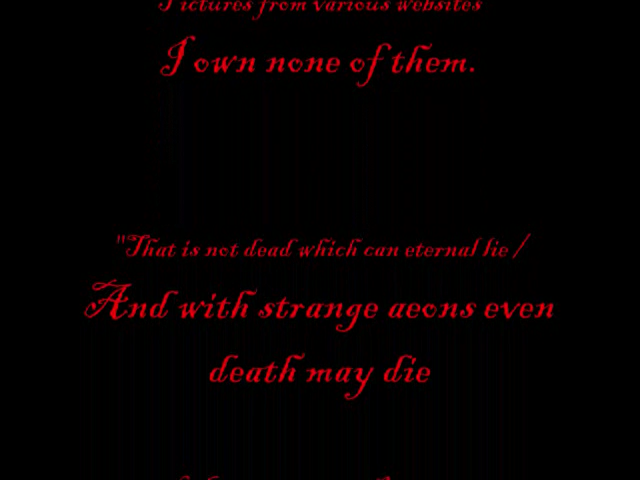 Pictures from various websites
I own none of them.
"That is not dead which can eternal lie /
And with strange aeons even
death may die